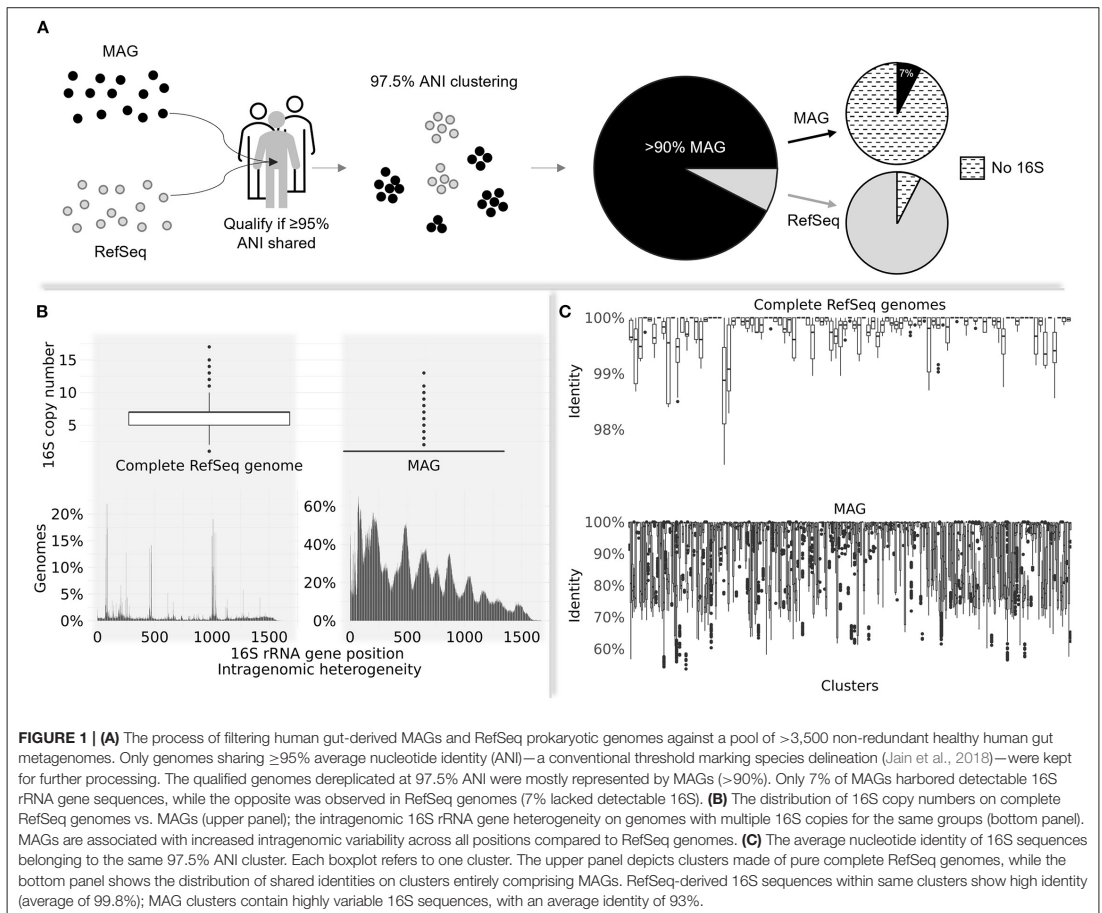 A
MAG
RefSeq
Qualify if ≥95%
ANI shared
97.5% ANI clustering
>90% MAG
MAG
RefSeq
7%
No 16S
B
16S copy number
15
10
5
Complete RefSeq genome
MAG
Genomes
20%
15%
10%
5%
0%
0 500 1000 1500
60%
40%
20%
0%
0 500 1000 1500
16S rRNA gene position
Intragenomic heterogeneity
C
Complete RefSeq genomes
Identity
100%
99%
98%
MAG
Identity
100%
90%
80%
70%
60%
Clusters
FIGURE 1 | (A) The process of filtering human gut-derived MAGs and RefSeq prokaryotic genomes against a pool of >3,500 non-redundant healthy human gut
metagenomes. Only genomes sharing ≥95% average nucleotide identity (ANI)—a conventional threshold marking species delineation (Jain et al., 2018)—were kept
for further processing. The qualified genomes dereplicated at 97.5% ANI were mostly represented by MAGs (>90%). Only 7% of MAGs harbored detectable 16S
rRNA gene sequences, while the opposite was observed in RefSeq genomes (7% lacked detectable 16S). (B) The distribution of 16S copy numbers on complete
RefSeq genomes vs. MAGs (upper panel); the intragenomic 16S rRNA gene heterogeneity on genomes with multiple 16S copies for the same groups (bottom panel).
MAGs are associated with increased intragenomic variability across all positions compared to RefSeq genomes. (C) The average nucleotide identity of 16S sequences
belonging to the same 97.5% ANI cluster. Each boxplot refers to one cluster. The upper panel depicts clusters made of pure complete RefSeq genomes, while the
bottom panel shows the distribution of shared identities on clusters entirely comprising MAGs. RefSeq-derived 16S sequences within same clusters show high identity
(average of 99.8%); MAG clusters contain highly variable 16S sequences, with an average identity of 93%.